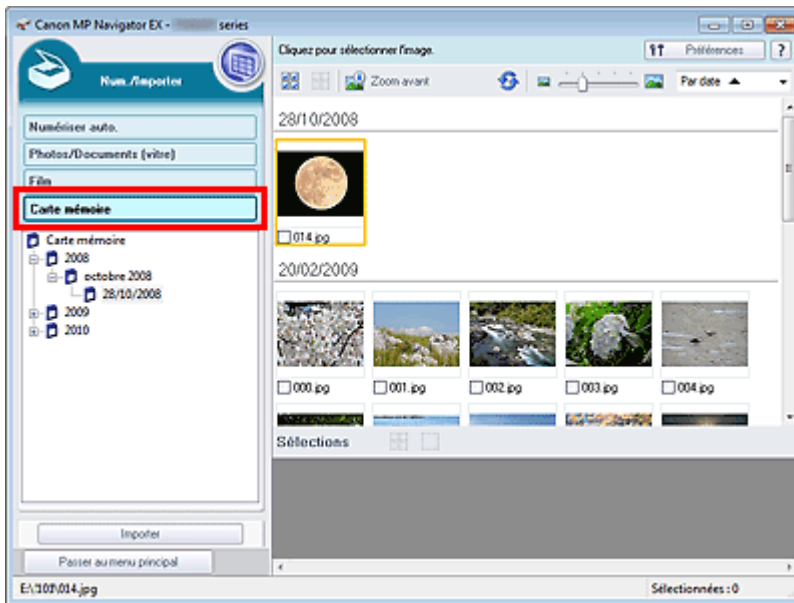 Canon MP Navigator EX - series
Num./Importer
Numériser auto.
Photos/Documents (vitre)
Film
Carte mémoire
Carte mémoire
2008
octobre 2008
28/10/2008
2009
2010
Importer
Passer au menu principal
Cliquez pour sélectionner l'image.
Préférences
?
Zoom avant
Par date
28/10/2008
014.jpg
20/02/2009
000.jpg
001.jpg
002.jpg
003.jpg
004.jpg
Sélections
E:\101\014.jpg
Sélectionnées : 0